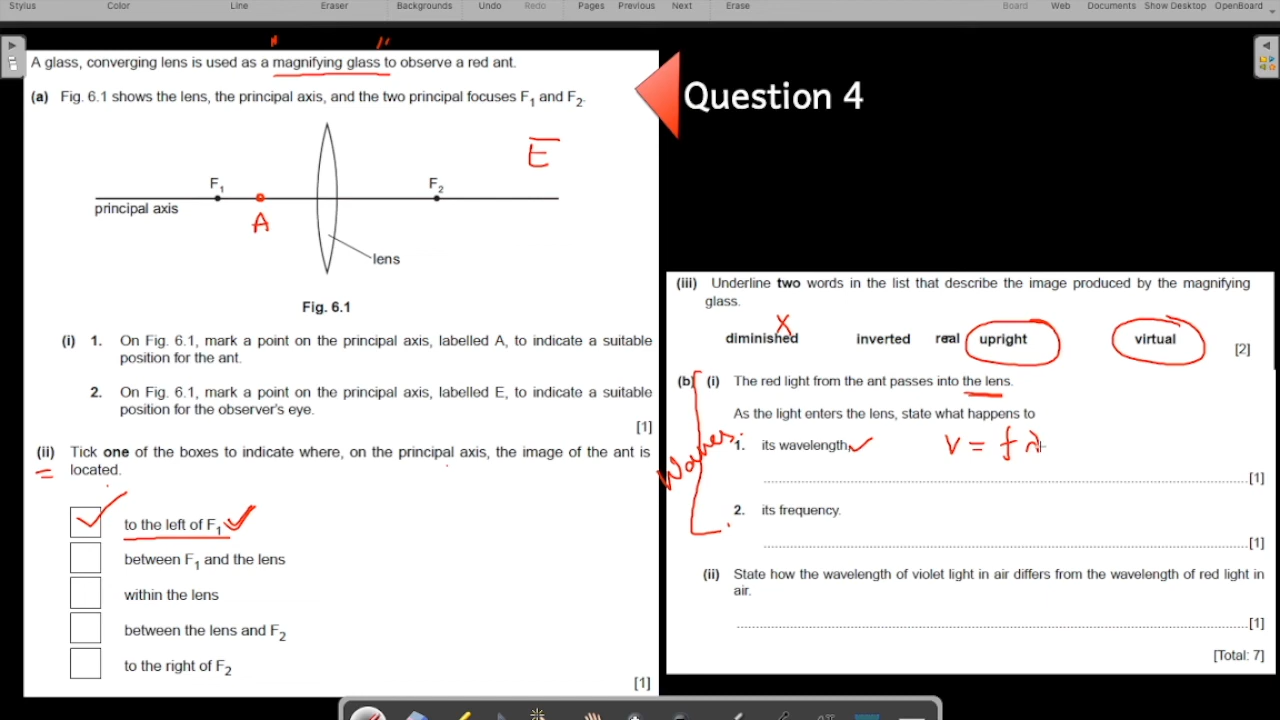 Stylus Color Line Eraser Backgrounds Undo Redo Pages Previous Next Erase Board Web Documents Show Desktop OpenBoard
A glass, converging lens is used as a magnifying glass to observe a red ant.
(a) Fig. 6.1 shows the lens, the principal axis, and the two principal focuses F1 and F2.
E
F1 F2
principal axis
A
lens
Fig. 6.1
(i) 1. On Fig. 6.1, mark a point on the principal axis, labelled A, to indicate a suitable
position for the ant.
2. On Fig. 6.1, mark a point on the principal axis, labelled E, to indicate a suitable
position for the observer's eye.
[1]
(ii) Tick one of the boxes to indicate where, on the principal axis, the image of the ant is
located.
to the left of F1
between F1 and the lens
within the lens
between the lens and F2
to the right of F2
[1]
Question 4
(iii) Underline two words in the list that describe the image produced by the magnifying
glass.
diminished inverted real upright virtual
[2]
(b) (i) The red light from the ant passes into the lens.
As the light enters the lens, state what happens to
Waves.
1. its wavelength, v = f λ
[1]
2. its frequency.
[1]
(ii) State how the wavelength of violet light in air differs from the wavelength of red light in
air.
[1]
[Total: 7]